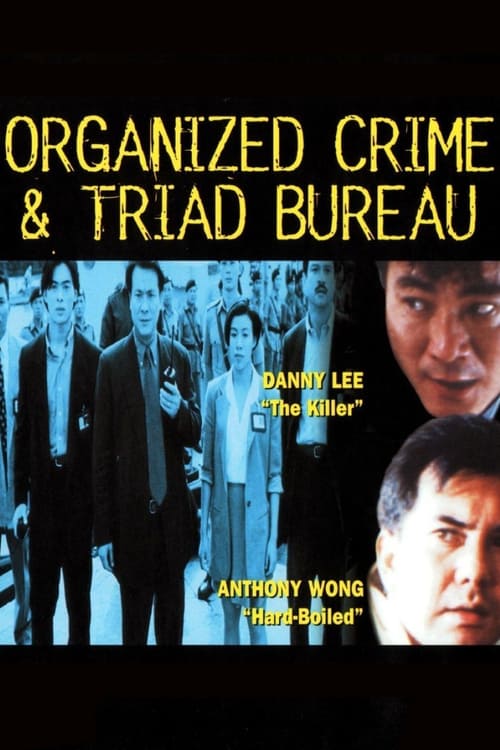 ORGANIZED CRIME
& TRIAD BUREAU
DANNY LEE
"The Killer"
ANTHONY WONG
"Hard-Boiled"